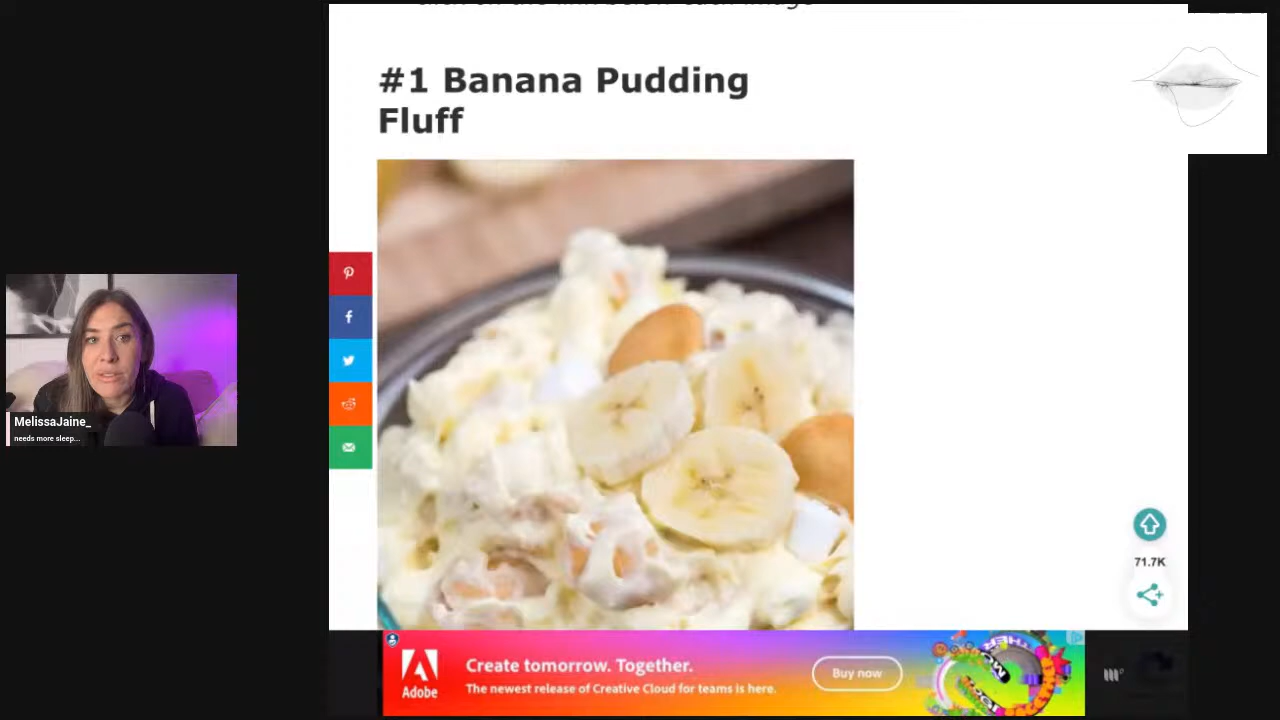 #1 Banana Pudding
Fluff
MelissaJaine_
needs more sleep...
71.7K
Adobe
Create tomorrow. Together.
The newest release of Creative Cloud for teams is here.
Buy now